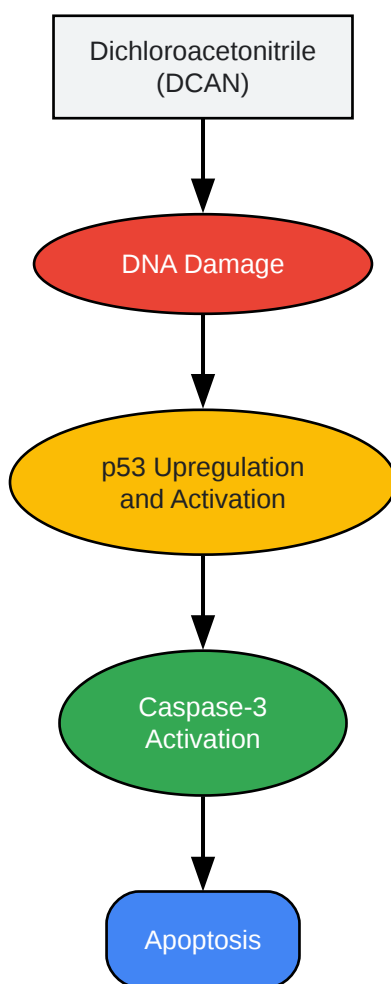 Dichloroacetonitrile
(DCAN)
DNA Damage
p53 Upregulation
and Activation
Caspase-3
Activation
Apoptosis